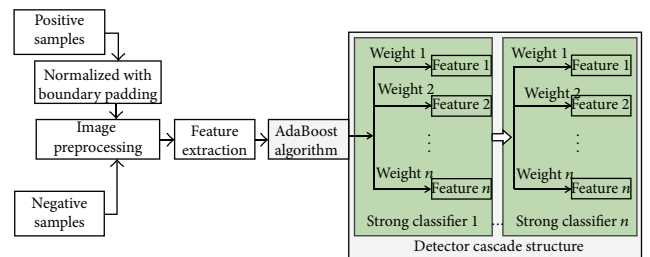 Positive
samples
Normalized with
boundary padding
Image
preprocessing
Negative
samples
Feature
extraction
AdaBoost
algorithm
Weight 1
Feature 1
Weight 2
Feature 2
⋮
Weight n
Feature n
Strong classifier 1
...
Weight 1
Feature 1
Weight 2
Feature 2
⋮
Weight n
Feature n
Strong classifier n
Detector cascade structure